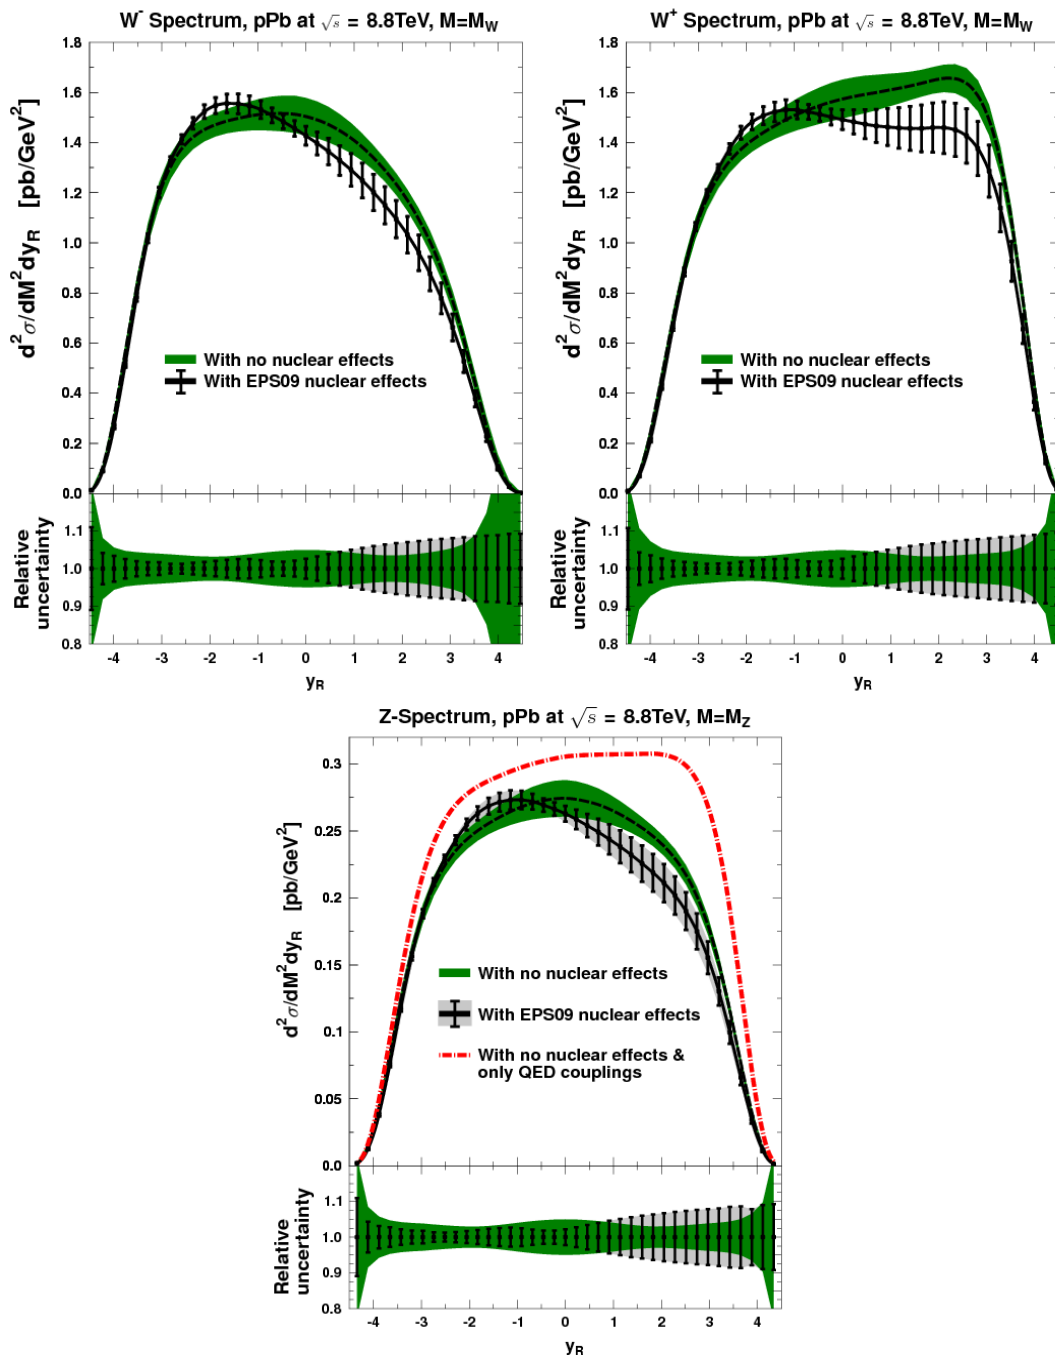 W⁻ Spectrum, pPb at √s = 8.8TeV, M=M_W
d²σ/dM²dy_R [pb/GeV²]
1.8
1.6
1.4
1.2
1.0
0.8
0.6
0.4
0.2
0.0
With no nuclear effects
With EPS09 nuclear effects
Relative
uncertainty
1.1
1.0
0.9
0.8
-4 -3 -2 -1 0 1 2 3 4
y_R
W⁺ Spectrum, pPb at √s = 8.8TeV, M=M_W
d²σ/dM²dy_R [pb/GeV²]
1.8
1.6
1.4
1.2
1.0
0.8
0.6
0.4
0.2
0.0
With no nuclear effects
With EPS09 nuclear effects
Relative
uncertainty
1.1
1.0
0.9
0.8
-4 -3 -2 -1 0 1 2 3 4
y_R
Z-Spectrum, pPb at √s = 8.8TeV, M=M_Z
d²σ/dM²dy_R [pb/GeV²]
0.3
0.25
0.2
0.15
0.1
0.05
0.0
With no nuclear effects
With EPS09 nuclear effects
With no nuclear effects &
only QED couplings
Relative
uncertainty
1.1
1.0
0.9
0.8
-4 -3 -2 -1 0 1 2 3 4
y_R